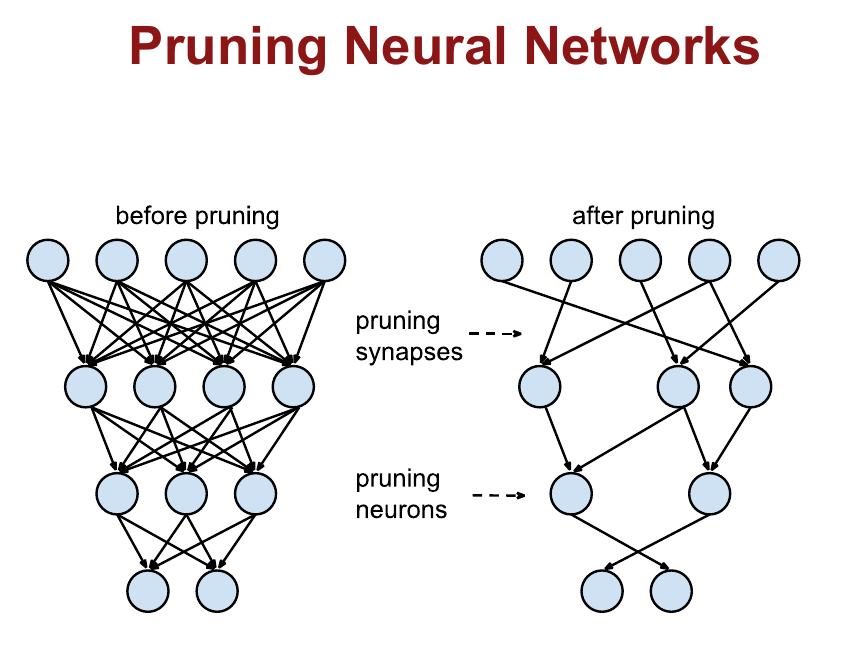 Pruning Neural Networks
before pruning
after pruning
pruning
synapses
pruning
neurons